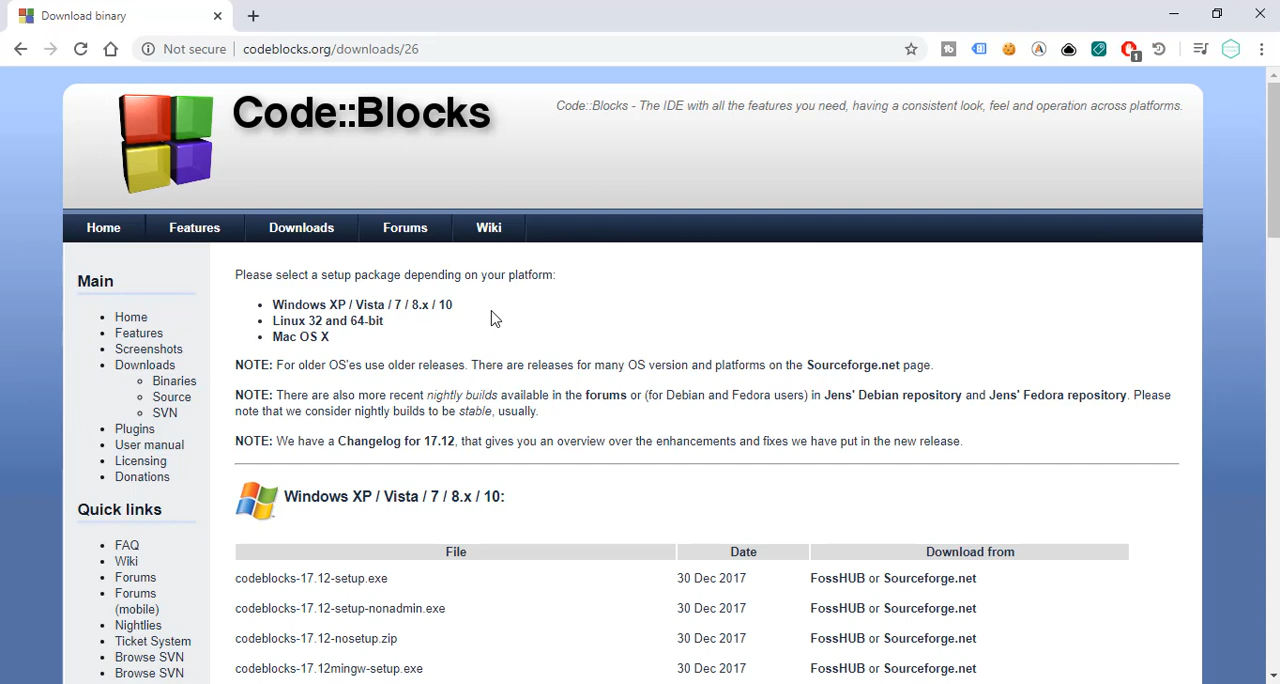 Download binary
Not secure codeblocks.org/downloads/26
1
Code::Blocks
Code::Blocks - The IDE with all the features you need, having a consistent look, feel and operation across platforms.
Home Features Downloads Forums Wiki
Main
Home
Features
Screenshots
Downloads
Binaries
Source
SVN
Plugins
User manual
Licensing
Donations
Quick links
FAQ
Wiki
Forums
Forums
(mobile)
Nightlies
Ticket System
Browse SVN
Browse SVN
Please select a setup package depending on your platform:
Windows XP / Vista / 7 / 8.x / 10
Linux 32 and 64-bit
Mac OS X
NOTE: For older OS'es use older releases. There are releases for many OS version and platforms on the Sourceforge.net page.
NOTE: There are also more recent nightly builds available in the forums or (for Debian and Fedora users) in Jens' Debian repository and Jens' Fedora repository. Please
note that we consider nightly builds to be stable, usually.
NOTE: We have a Changelog for 17.12, that gives you an overview over the enhancements and fixes we have put in the new release.
Windows XP / Vista / 7 / 8.x / 10:
File Date Download from
codeblocks-17.12-setup.exe 30 Dec 2017 FossHUB or Sourceforge.net
codeblocks-17.12-setup-nonadmin.exe 30 Dec 2017 FossHUB or Sourceforge.net
codeblocks-17.12-nosetup.zip 30 Dec 2017 FossHUB or Sourceforge.net
codeblocks-17.12mingw-setup.exe 30 Dec 2017 FossHUB or Sourceforge.net